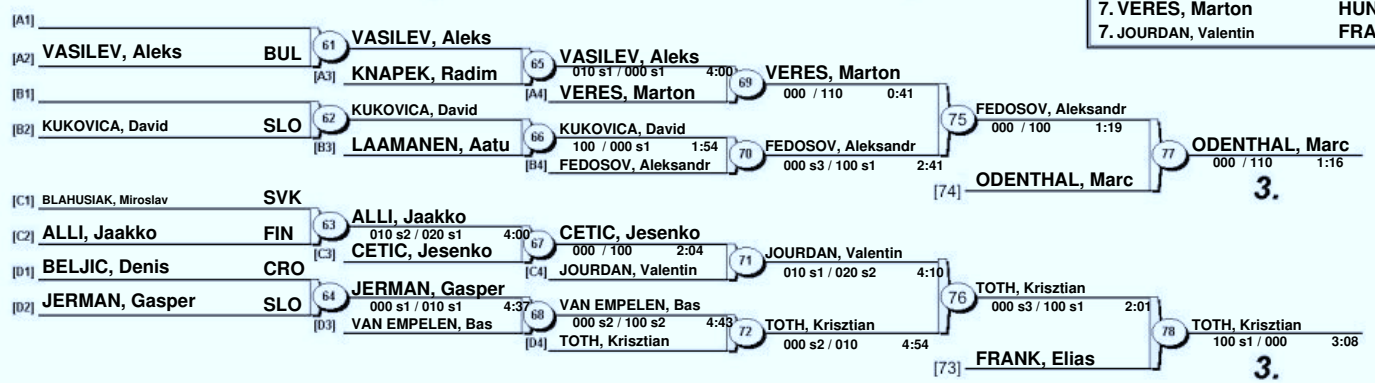 7. VERES, Marton HUN
7. JOURDAN, Valentin FRA
[A1]
[A2] VASILEV, Aleks BUL
61
VASILEV, Aleks
[A3] KNAPEK, Radim
65
VASILEV, Aleks
010 s1 / 000 s1 4:00
[A4] VERES, Marton
69
VERES, Marton
000 / 110 0:41
[B1]
[B2] KUKOVICA, David SLO
62
KUKOVICA, David
[B3] LAAMANEN, Aatu
66
KUKOVICA, David
100 / 000 s1 1:54
[B4] FEDOSOV, Aleksandr
70
FEDOSOV, Aleksandr
000 s3 / 100 s1 2:41
75
FEDOSOV, Aleksandr
000 / 100 1:19
[74] ODENTHAL, Marc
77
ODENTHAL, Marc
000 / 110 1:16
3.
[C1] BLAHUSIAK, Miroslav SVK
[C2] ALLI, Jaakko FIN
63
ALLI, Jaakko
010 s2 / 020 s1 4:00
[C3] CETIC, Jesenko
67
CETIC, Jesenko
000 / 100 2:04
[C4] JOURDAN, Valentin
71
JOURDAN, Valentin
010 s1 / 020 s2 4:10
[D1] BELJIC, Denis CRO
[D2] JERMAN, Gasper SLO
64
JERMAN, Gasper
000 s1 / 010 s1 4:37
[D3] VAN EMPELEN, Bas
68
VAN EMPELEN, Bas
000 s2 / 100 s2 4:43
[D4] TOTH, Krisztian
72
TOTH, Krisztian
000 s2 / 010 4:54
76
TOTH, Krisztian
000 s3 / 100 s1 2:01
[73] FRANK, Elias
78
TOTH, Krisztian
100 s1 / 000 3:08
3.